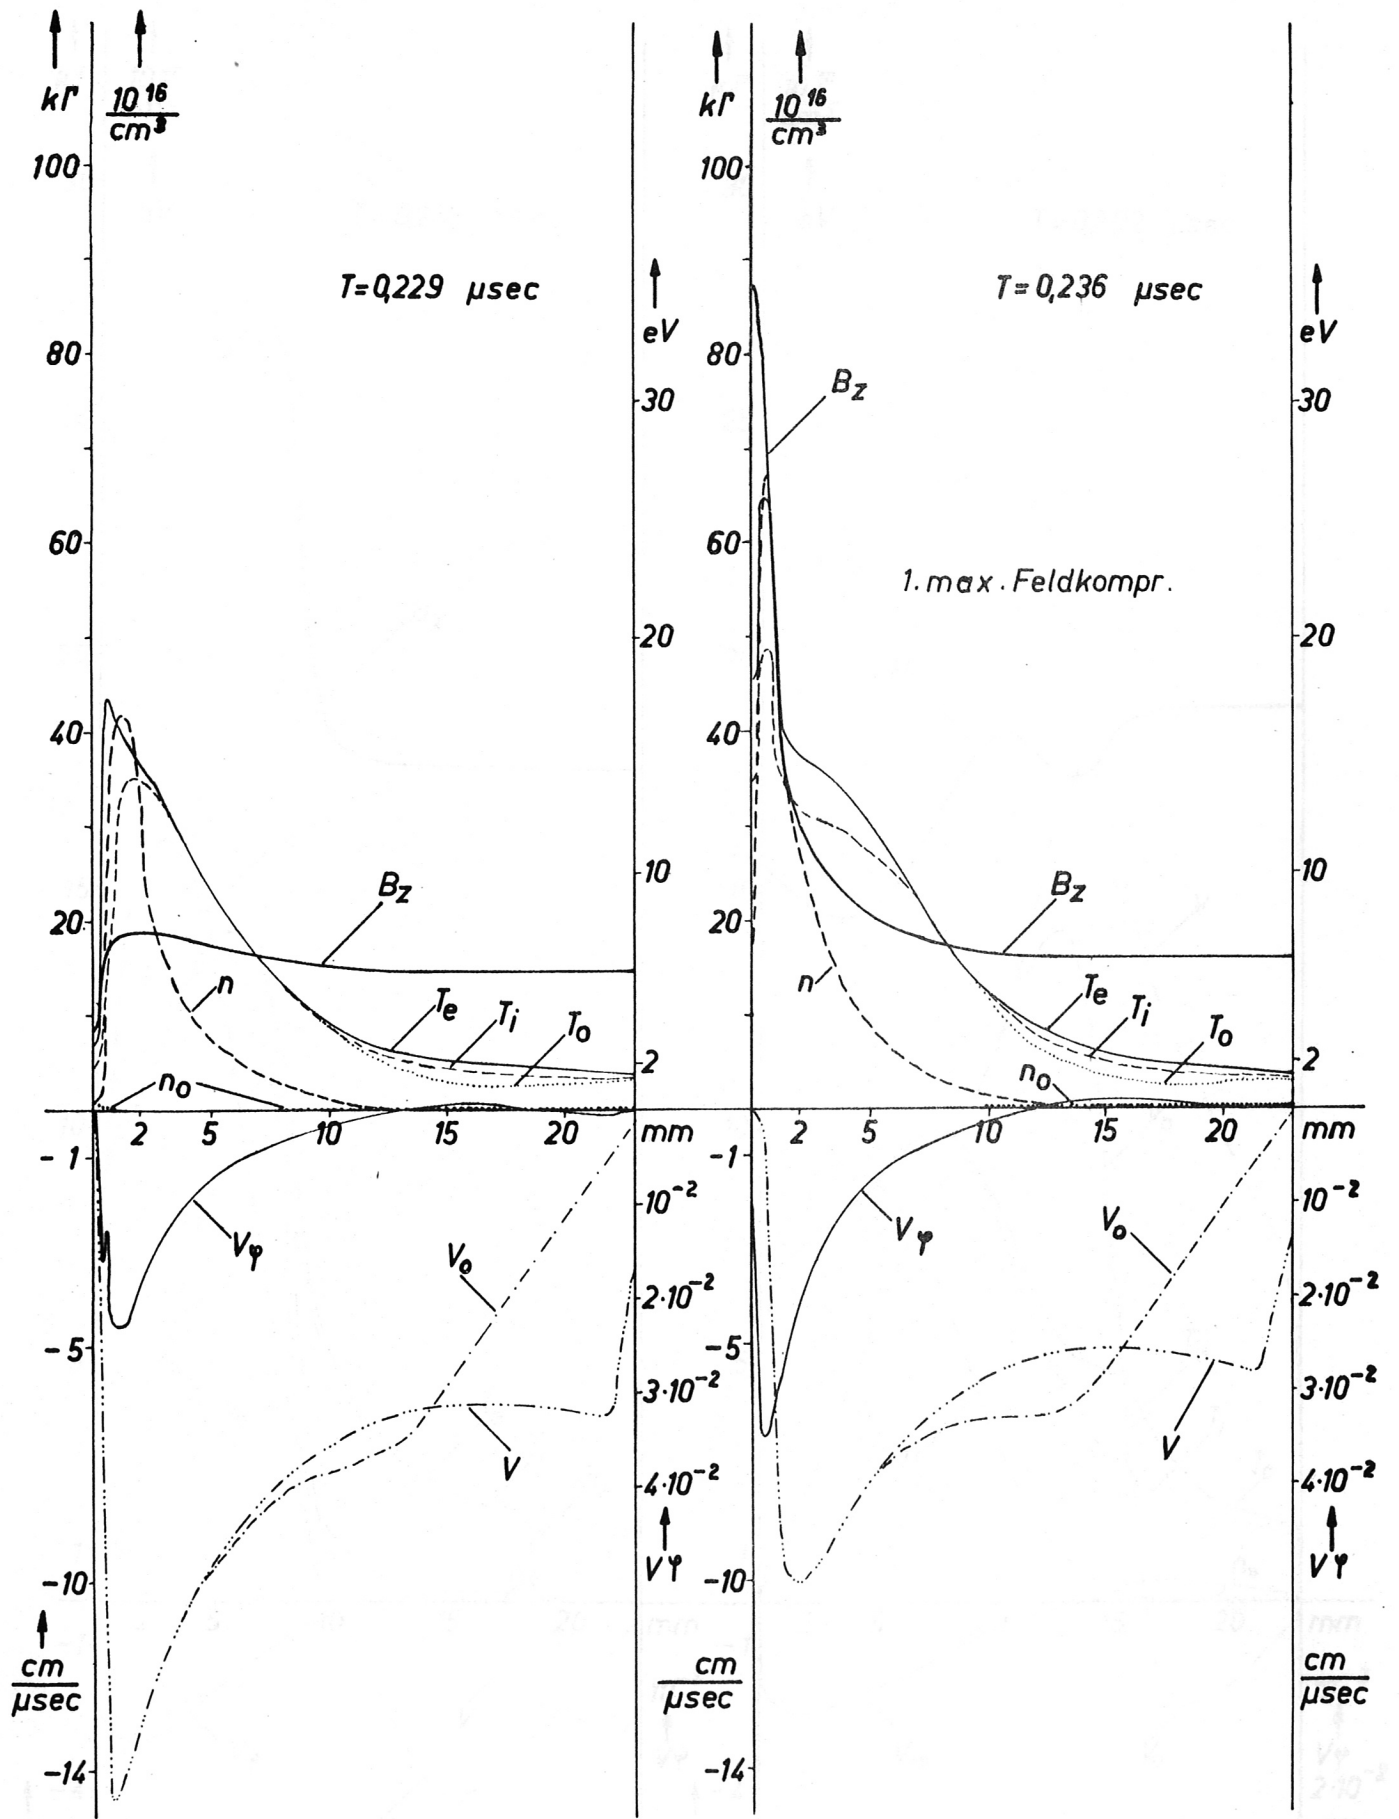 kΓ 10^16/cm³
100
T=0,229 µsec
eV
80
30
60
20
40
10
Bz
20
n
Te
Ti
To
2
no
2 5 10 15 20 mm
-1
10^-2
Vφ
Vo
2·10^-2
-5
3·10^-2
V
4·10^-2
-10
Vφ
cm/µsec
-14
kΓ 10^16/cm³
100
T=0,236 µsec
eV
80
Bz
30
60
1. max. Feldkompr.
20
40
10
Bz
20
n
Te
Ti
To
2
no
2 5 10 15 20 mm
-1
10^-2
Vφ
Vo
2·10^-2
-5
3·10^-2
V
4·10^-2
-10
Vφ
cm/µsec
cm/µsec
-14